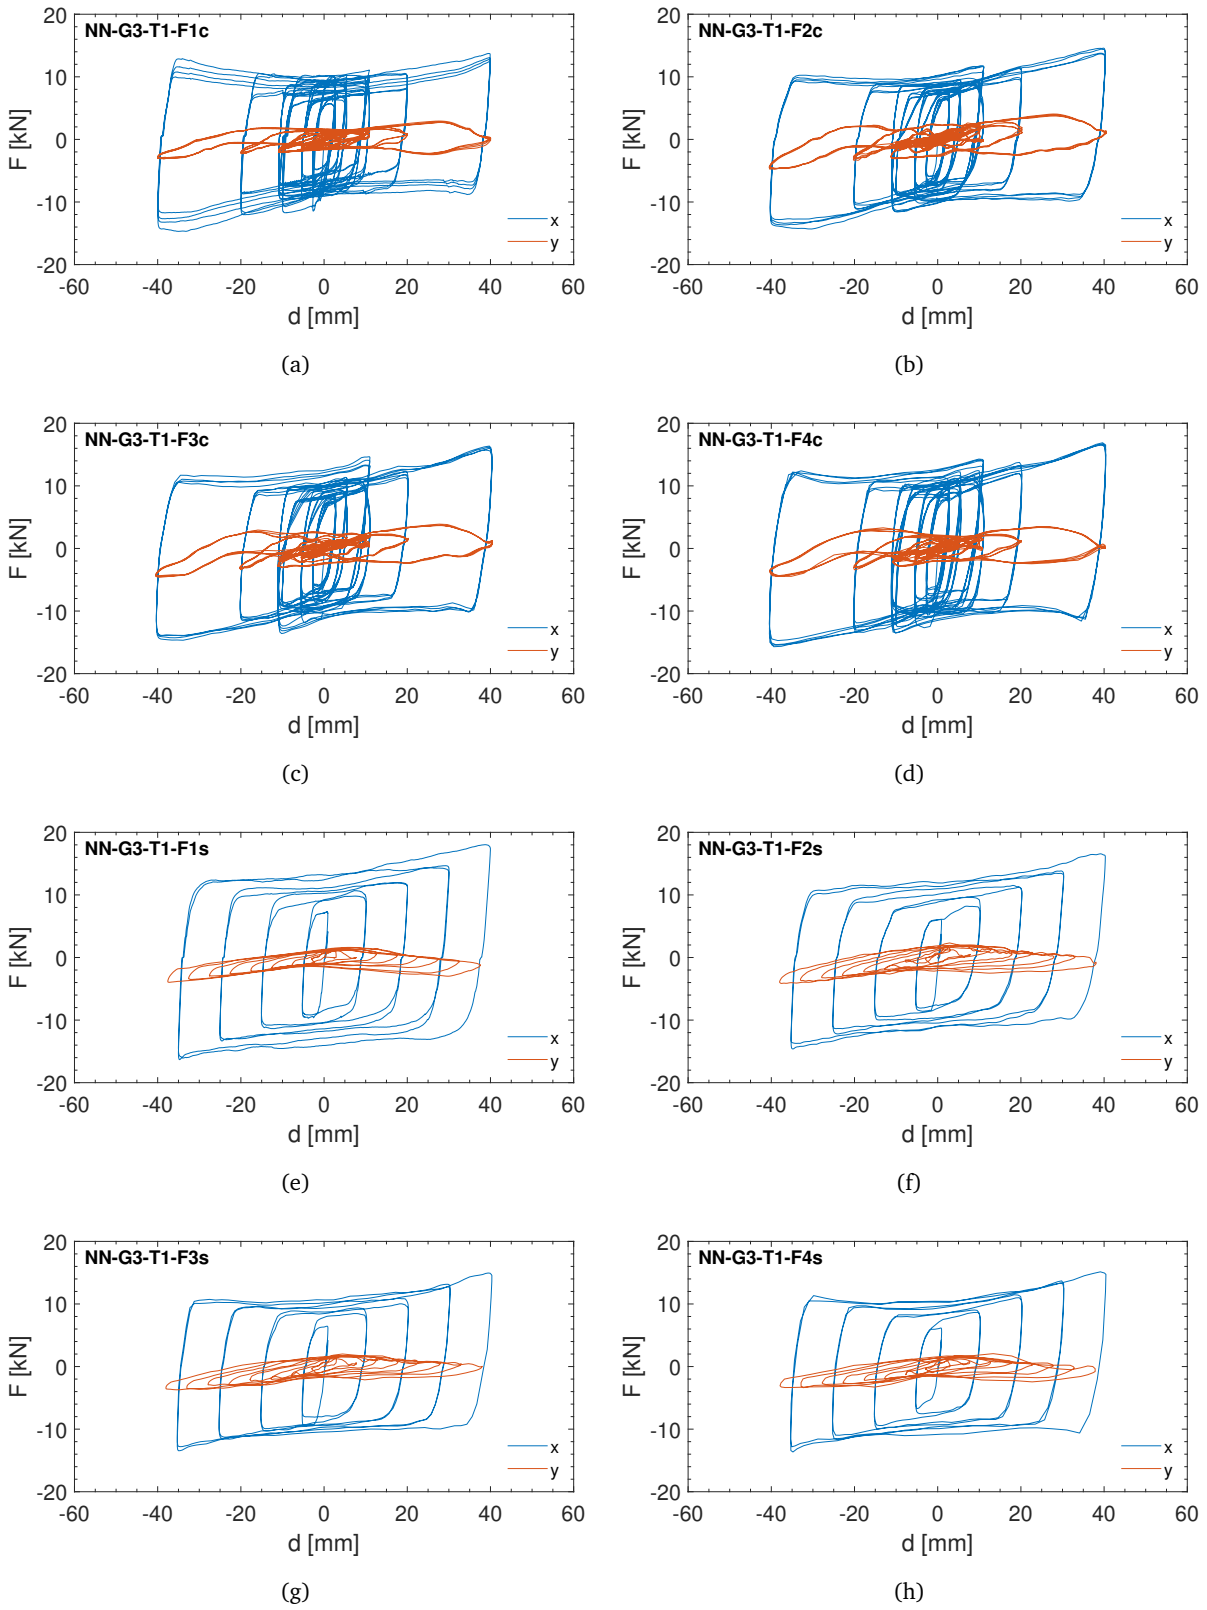 NN-G3-T1-F1c
20
10
0
-10
-20
F [kN]
-60 -40 -20 0 20 40 60
d [mm]
x
y
(a)
NN-G3-T1-F2c
20
10
0
-10
-20
F [kN]
-60 -40 -20 0 20 40 60
d [mm]
x
y
(b)
NN-G3-T1-F3c
20
10
0
-10
-20
F [kN]
-60 -40 -20 0 20 40 60
d [mm]
x
y
(c)
NN-G3-T1-F4c
20
10
0
-10
-20
F [kN]
-60 -40 -20 0 20 40 60
d [mm]
x
y
(d)
NN-G3-T1-F1s
20
10
0
-10
-20
F [kN]
-60 -40 -20 0 20 40 60
d [mm]
x
y
(e)
NN-G3-T1-F2s
20
10
0
-10
-20
F [kN]
-60 -40 -20 0 20 40 60
d [mm]
x
y
(f)
NN-G3-T1-F3s
20
10
0
-10
-20
F [kN]
-60 -40 -20 0 20 40 60
d [mm]
x
y
(g)
NN-G3-T1-F4s
20
10
0
-10
-20
F [kN]
-60 -40 -20 0 20 40 60
d [mm]
x
y
(h)